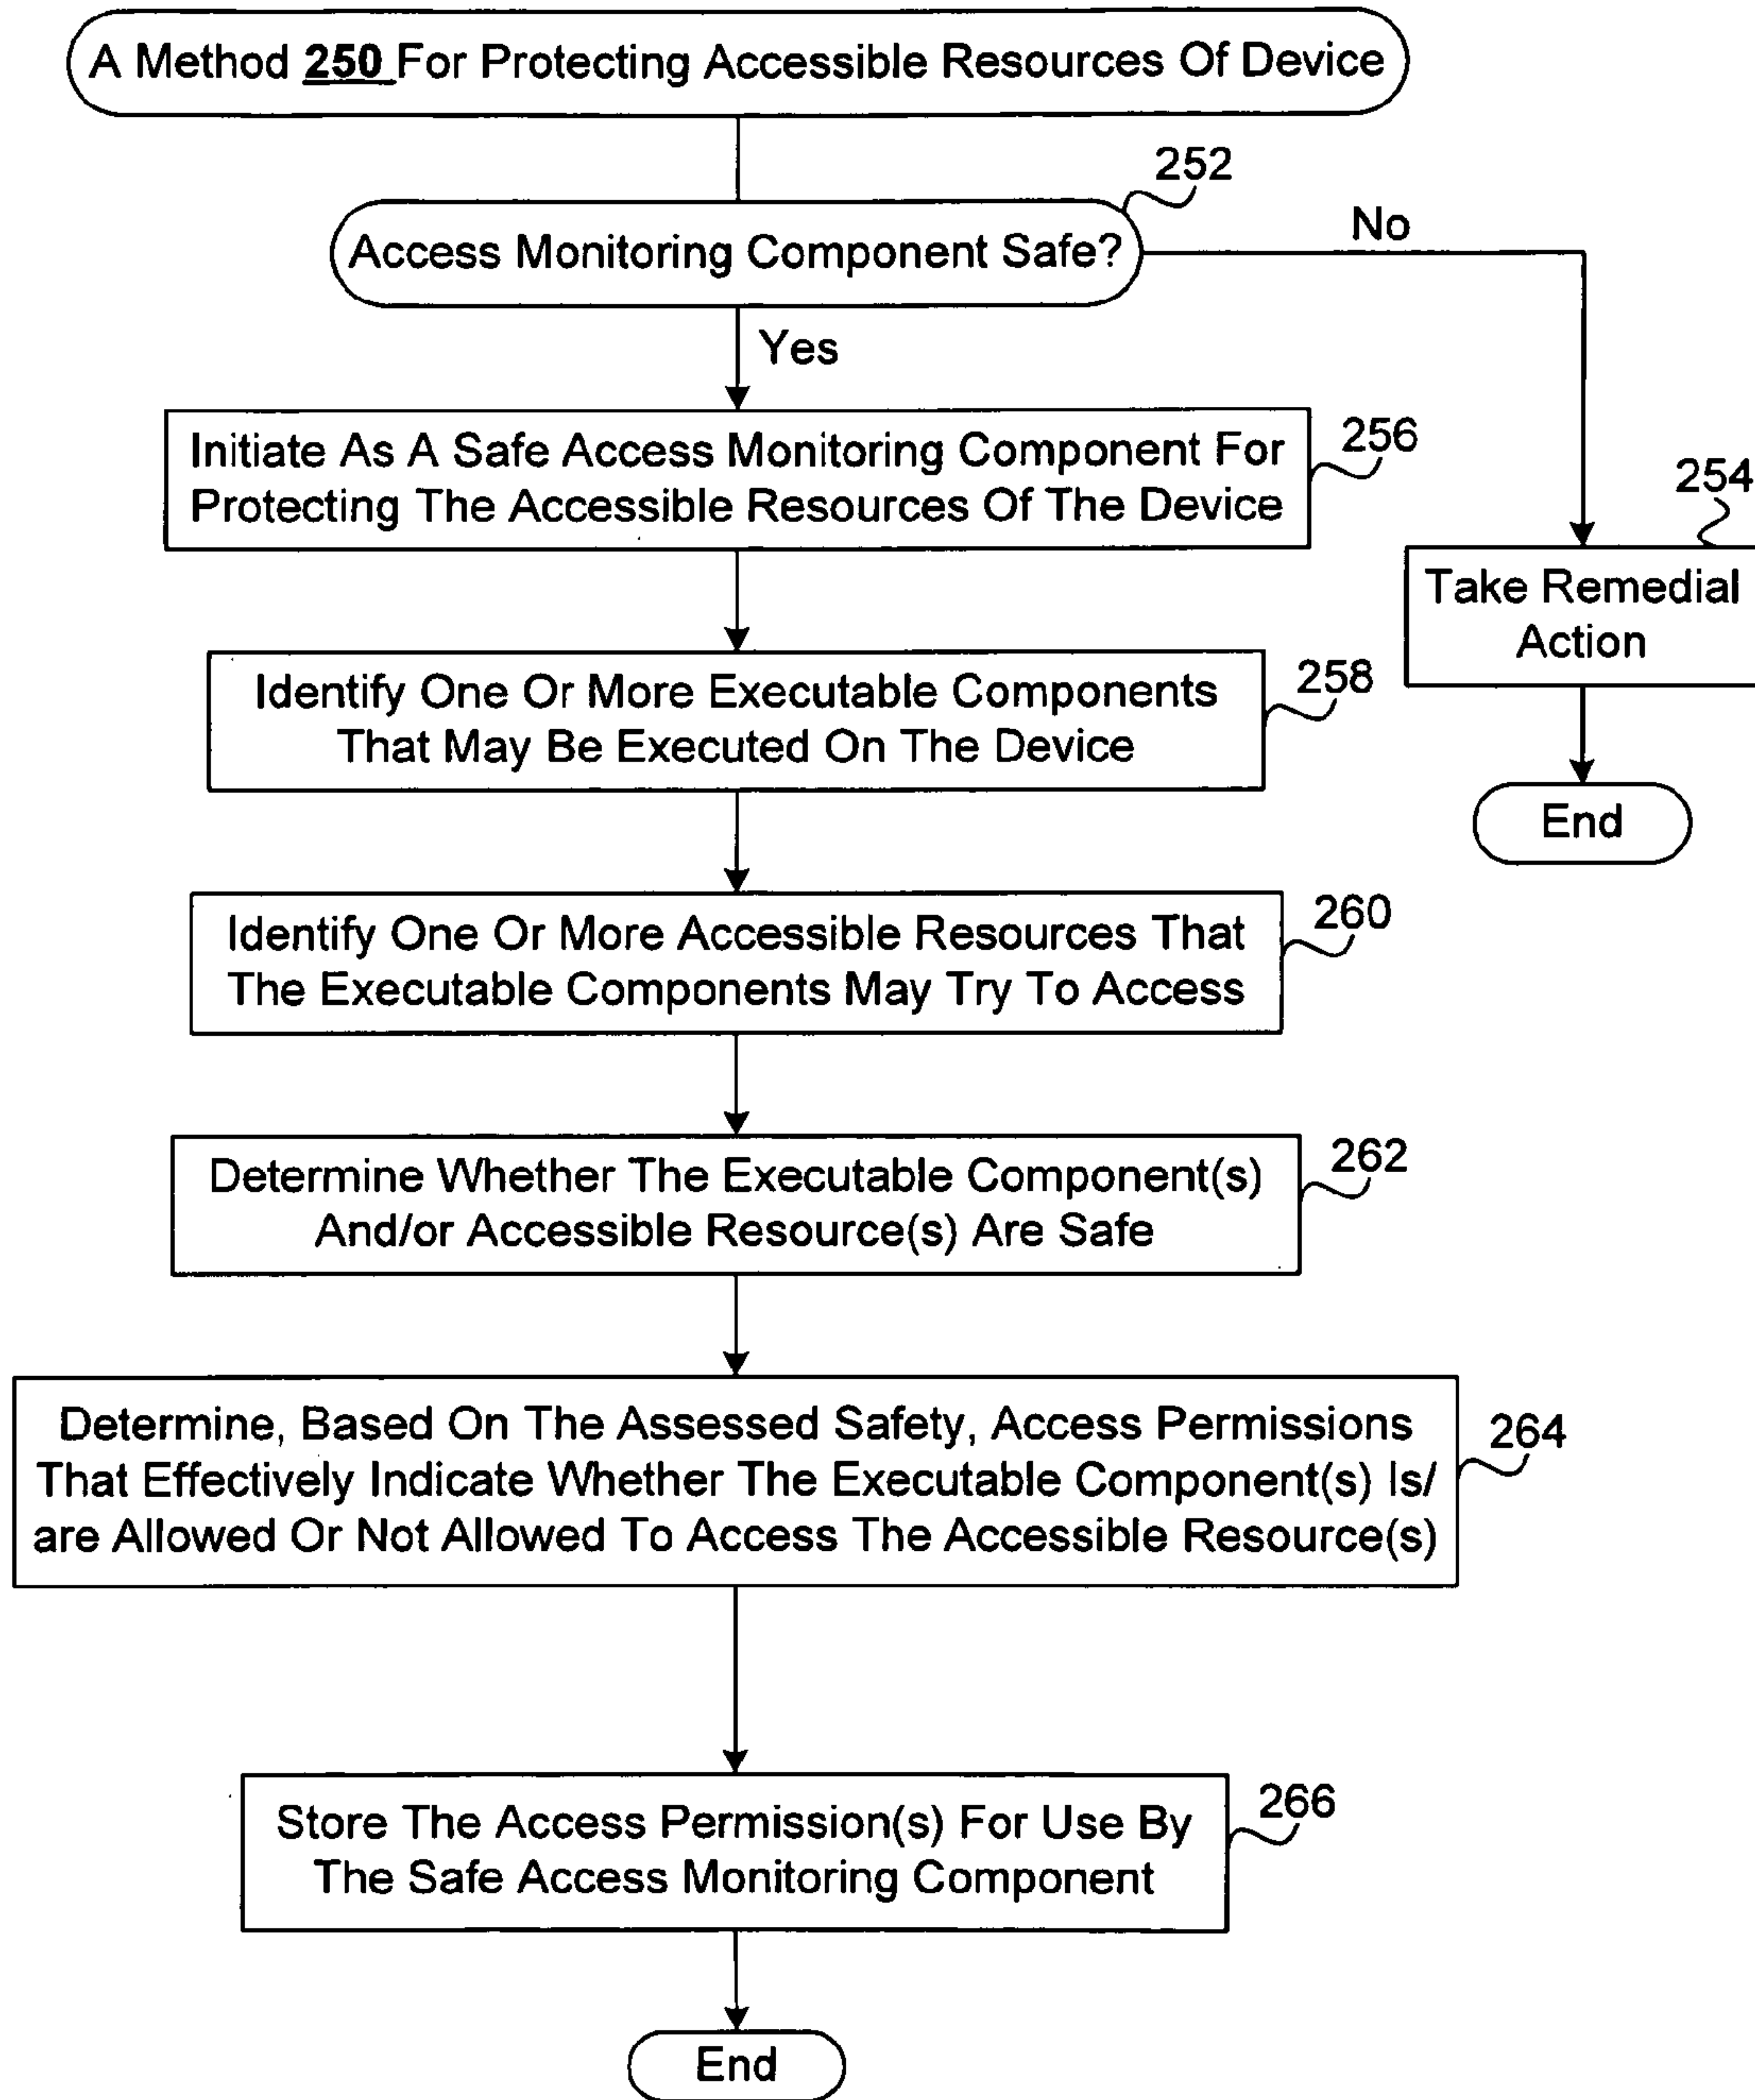 A Method 250 For Protecting Accessible Resources Of Device
252
Access Monitoring Component Safe?
No
Yes
Initiate As A Safe Access Monitoring Component For
Protecting The Accessible Resources Of The Device
256
254
Take Remedial
Action
End
Identify One Or More Executable Components
That May Be Executed On The Device
258
Identify One Or More Accessible Resources That
The Executable Components May Try To Access
260
Determine Whether The Executable Component(s)
And/or Accessible Resource(s) Are Safe
262
Determine, Based On The Assessed Safety, Access Permissions
That Effectively Indicate Whether The Executable Component(s) Is/
are Allowed Or Not Allowed To Access The Accessible Resource(s)
264
Store The Access Permission(s) For Use By
The Safe Access Monitoring Component
266
End